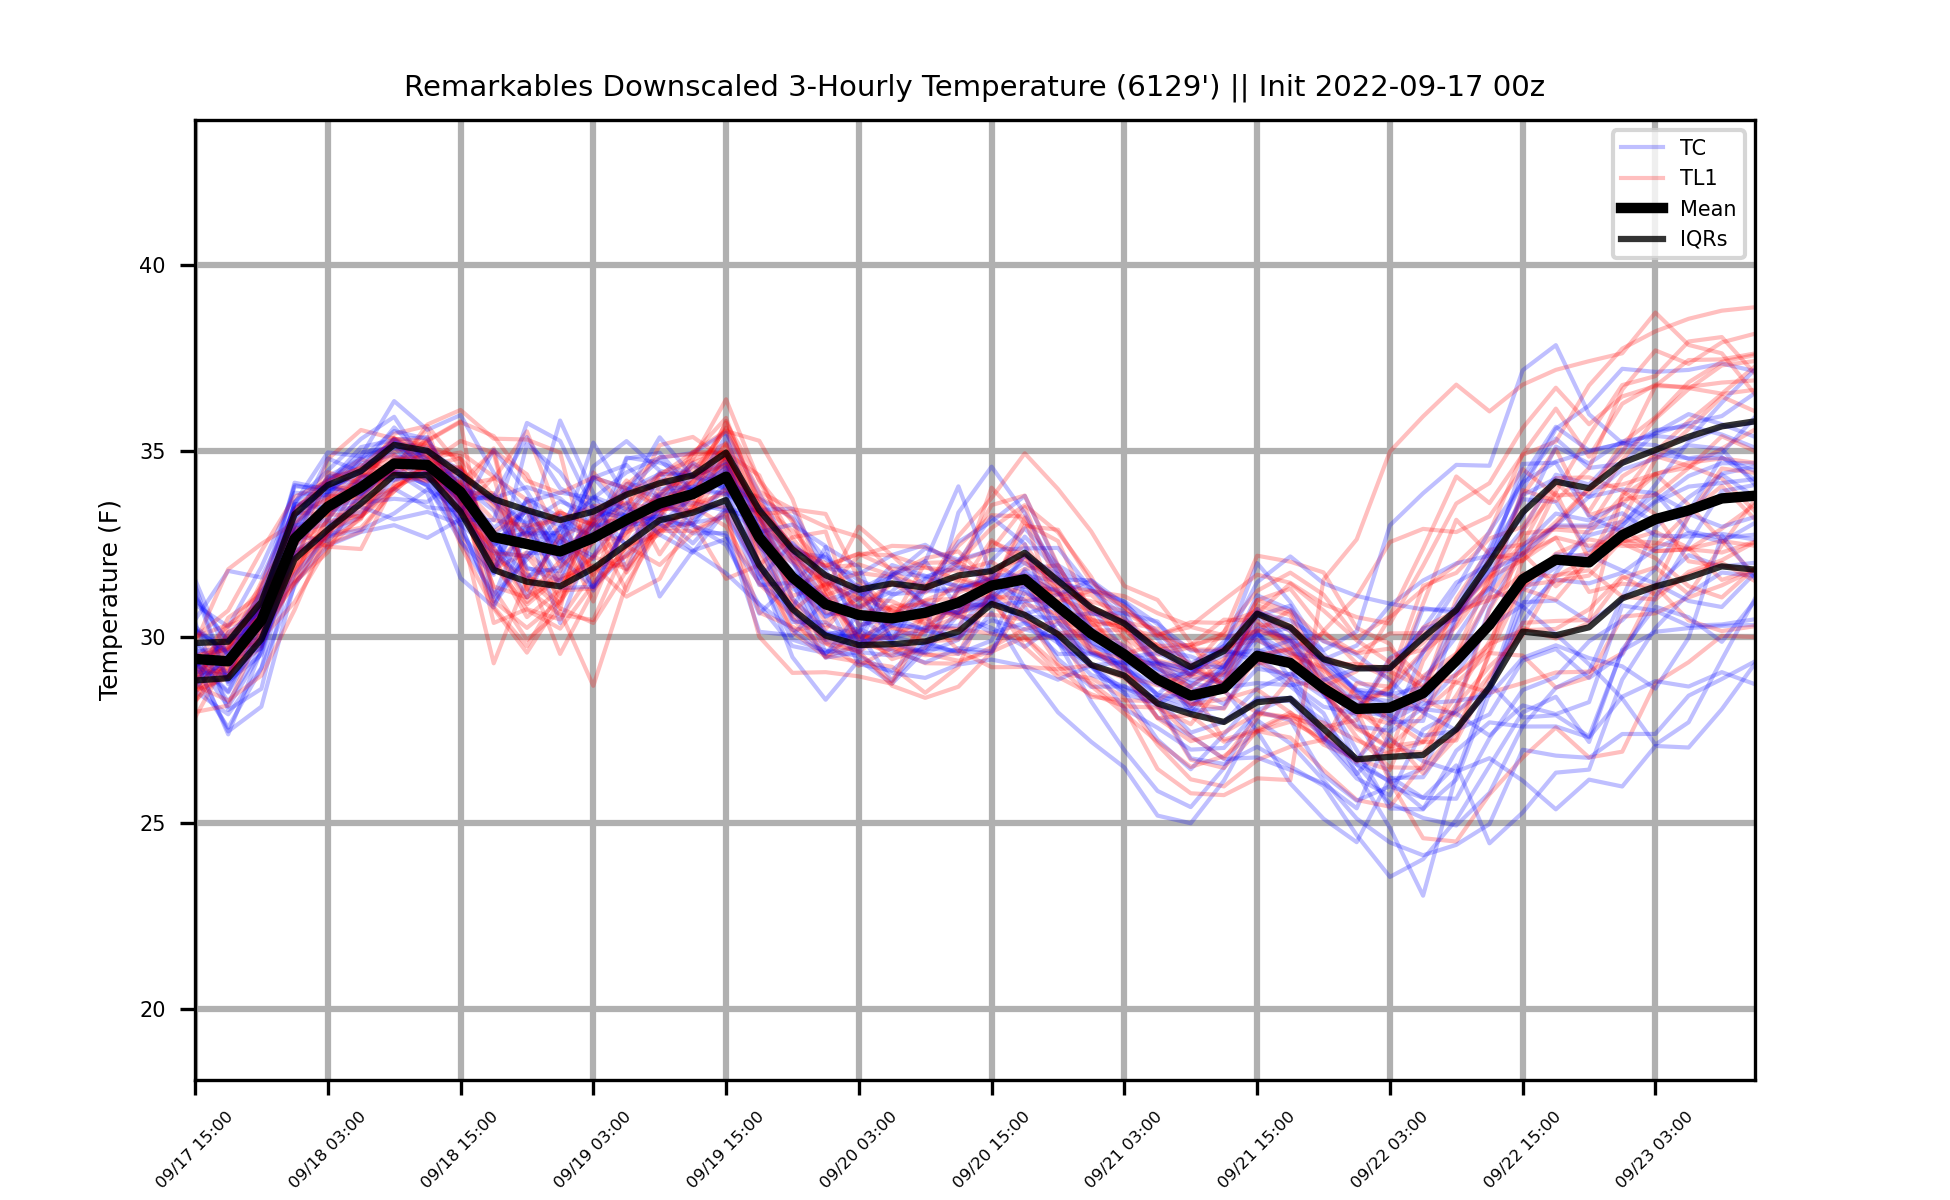 Remarkables Downscaled 3-Hourly Temperature (6129') || Init 2022-09-17 00z
TC
TL1
Mean
IQRs
Temperature (F)
40
35
30
25
20
09/17 15:00
09/18 03:00
09/18 15:00
09/19 03:00
09/19 15:00
09/20 03:00
09/20 15:00
09/21 03:00
09/21 15:00
09/22 03:00
09/22 15:00
09/23 03:00